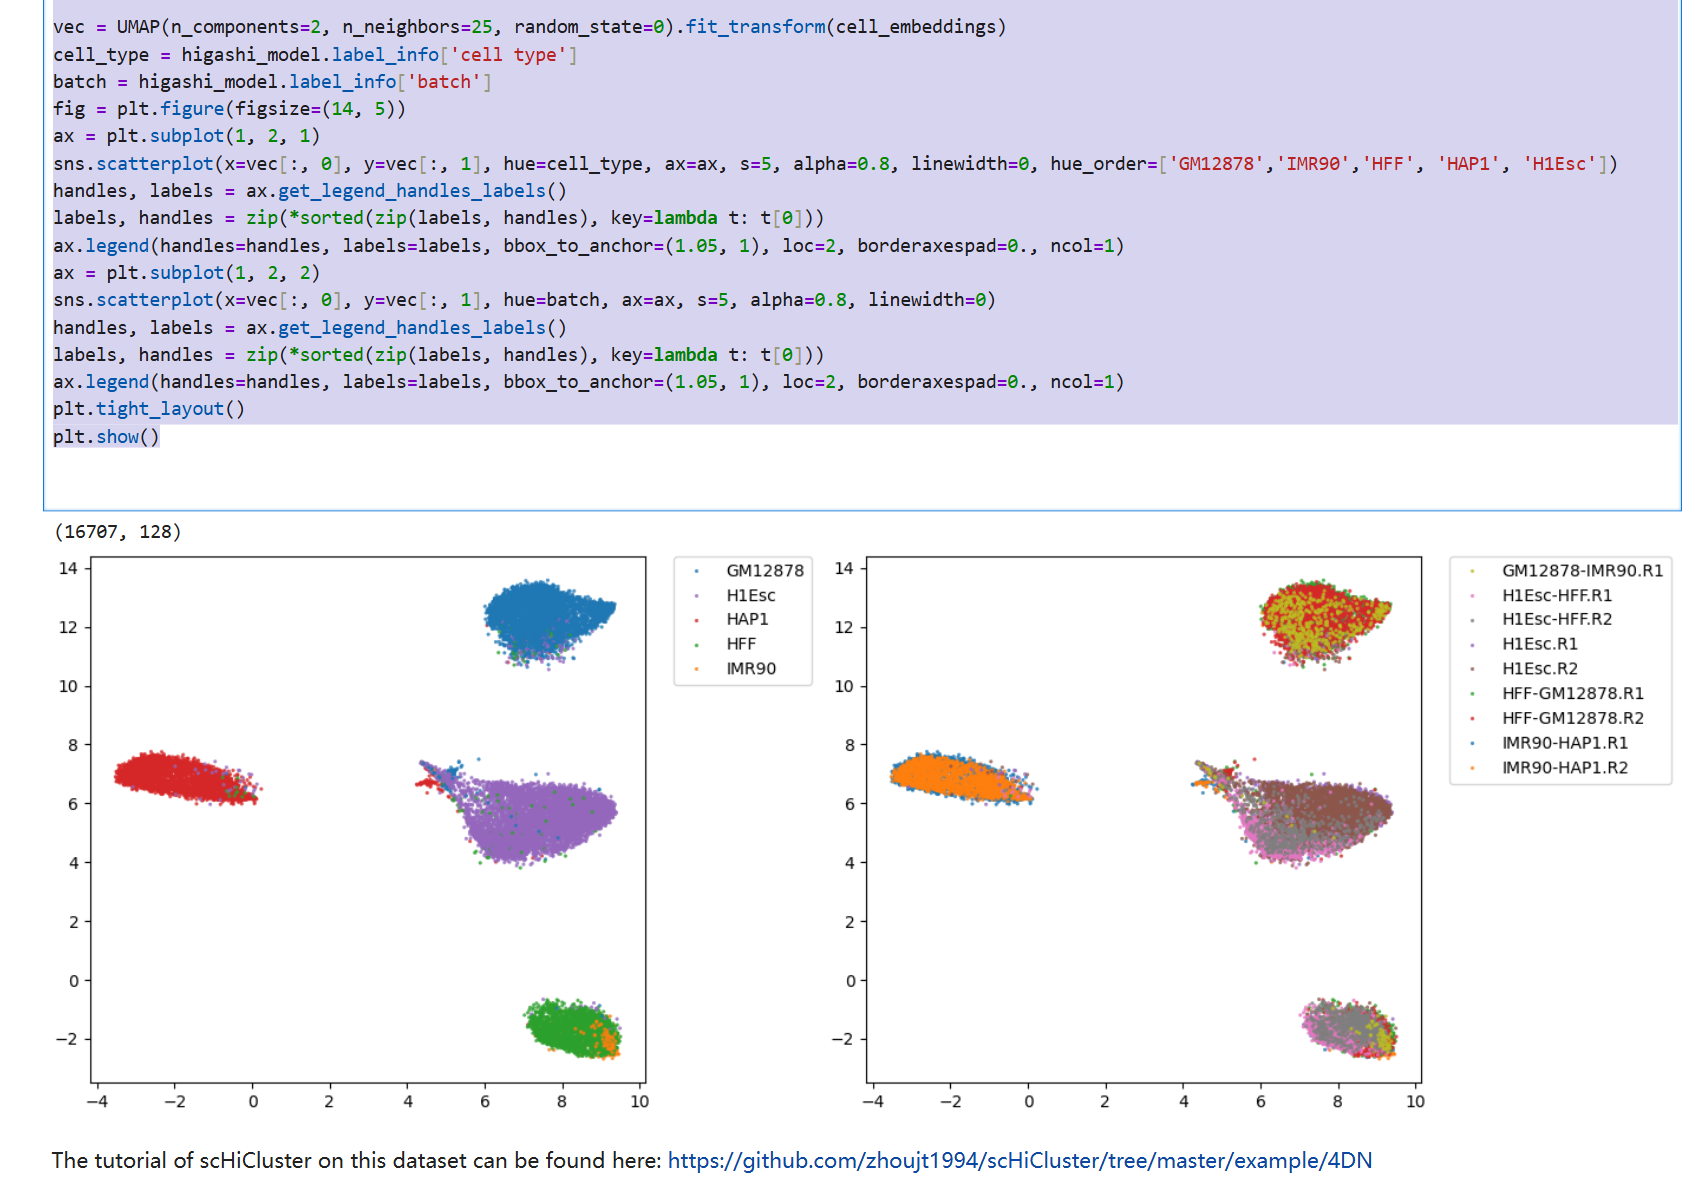 vec = UMAP(n_components=2, n_neighbors=25, random_state=0).fit_transform(cell_embeddings)
cell_type = higashi_model.label_info['cell type']
batch = higashi_model.label_info['batch']
fig = plt.figure(figsize=(14, 5))
ax = plt.subplot(1, 2, 1)
sns.scatterplot(x=vec[:, 0], y=vec[:, 1], hue=cell_type, ax=ax, s=5, alpha=0.8, linewidth=0, hue_order=['GM12878','IMR90','HFF', 'HAP1', 'H1Esc'])
handles, labels = ax.get_legend_handles_labels()
labels, handles = zip(*sorted(zip(labels, handles), key=lambda t: t[0]))
ax.legend(handles=handles, labels=labels, bbox_to_anchor=(1.05, 1), loc=2, borderaxespad=0., ncol=1)
ax = plt.subplot(1, 2, 2)
sns.scatterplot(x=vec[:, 0], y=vec[:, 1], hue=batch, ax=ax, s=5, alpha=0.8, linewidth=0)
handles, labels = ax.get_legend_handles_labels()
labels, handles = zip(*sorted(zip(labels, handles), key=lambda t: t[0]))
ax.legend(handles=handles, labels=labels, bbox_to_anchor=(1.05, 1), loc=2, borderaxespad=0., ncol=1)
plt.tight_layout()
plt.show()
(16707, 128)
14
12
10
8
6
4
2
0
−2
−4 −2 0 2 4 6 8 10
GM12878
H1Esc
HAP1
HFF
IMR90
14
12
10
8
6
4
2
0
−2
−4 −2 0 2 4 6 8 10
GM12878-IMR90.R1
H1Esc-HFF.R1
H1Esc-HFF.R2
H1Esc.R1
H1Esc.R2
HFF-GM12878.R1
HFF-GM12878.R2
IMR90-HAP1.R1
IMR90-HAP1.R2
The tutorial of scHiCluster on this dataset can be found here: https://github.com/zhoujt1994/scHiCluster/tree/master/example/4DN